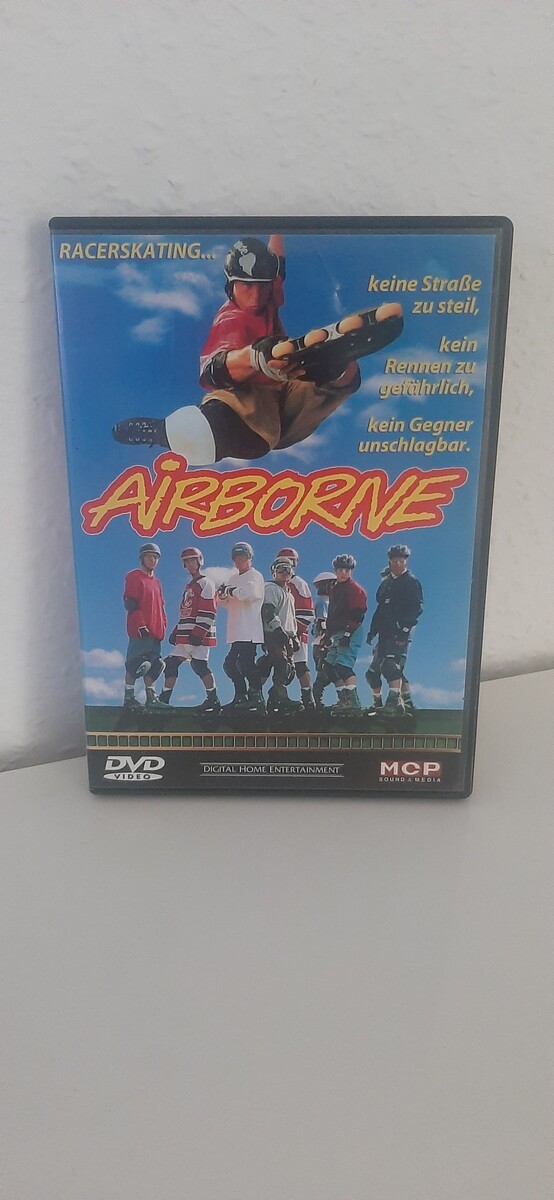 RACERSKATING...
keine Straße
zu steil,
kein
Rennen zu
gefährlich,
kein Gegner
unschlagbar.
AIRBORNE
DVD
VIDEO
DIGITAL HOME ENTERTAINMENT
MCP
SOUND & MEDIA